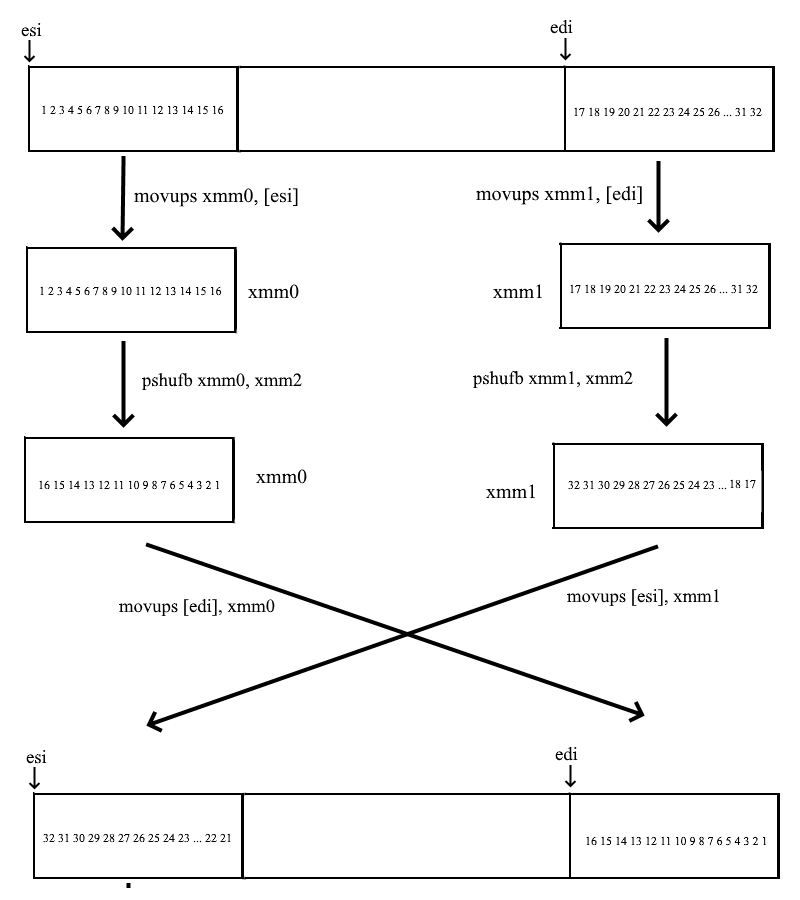 esi
edi
1 2 3 4 5 6 7 8 9 10 11 12 13 14 15 16
17 18 19 20 21 22 23 24 25 26 ... 31 32
movups xmm0, [esi]
movups xmm1, [edi]
1 2 3 4 5 6 7 8 9 10 11 12 13 14 15 16
xmm0
xmm1
17 18 19 20 21 22 23 24 25 26 ... 31 32
pshufb xmm0, xmm2
pshufb xmm1, xmm2
16 15 14 13 12 11 10 9 8 7 6 5 4 3 2 1
xmm0
xmm1
32 31 30 29 28 27 26 25 24 23 ... 18 17
movups [edi], xmm0
movups [esi], xmm1
esi
edi
32 31 30 29 28 27 26 25 24 23 ... 22 21
16 15 14 13 12 11 10 9 8 7 6 5 4 3 2 1